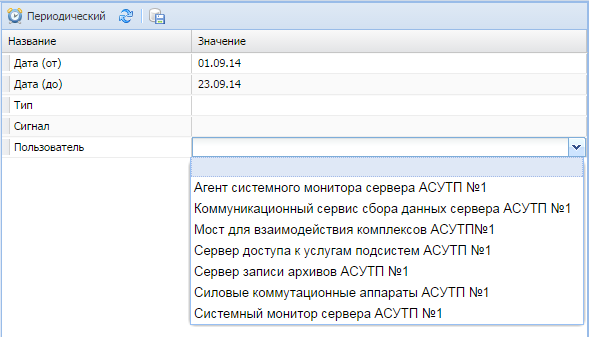 Периодический
Название Значение
Дата (от) 01.09.14
Дата (до) 23.09.14
Тип
Сигнал
Пользователь
Агент системного монитора сервера АСУТП №1
Коммуникационный сервис сбора данных сервера АСУТП №1
Мост для взаимодействия комплексов АСУТП№1
Сервер доступа к услугам подсистем АСУТП №1
Сервер записи архивов АСУТП №1
Силовые коммутационные аппараты АСУТП №1
Системный монитор сервера АСУТП №1